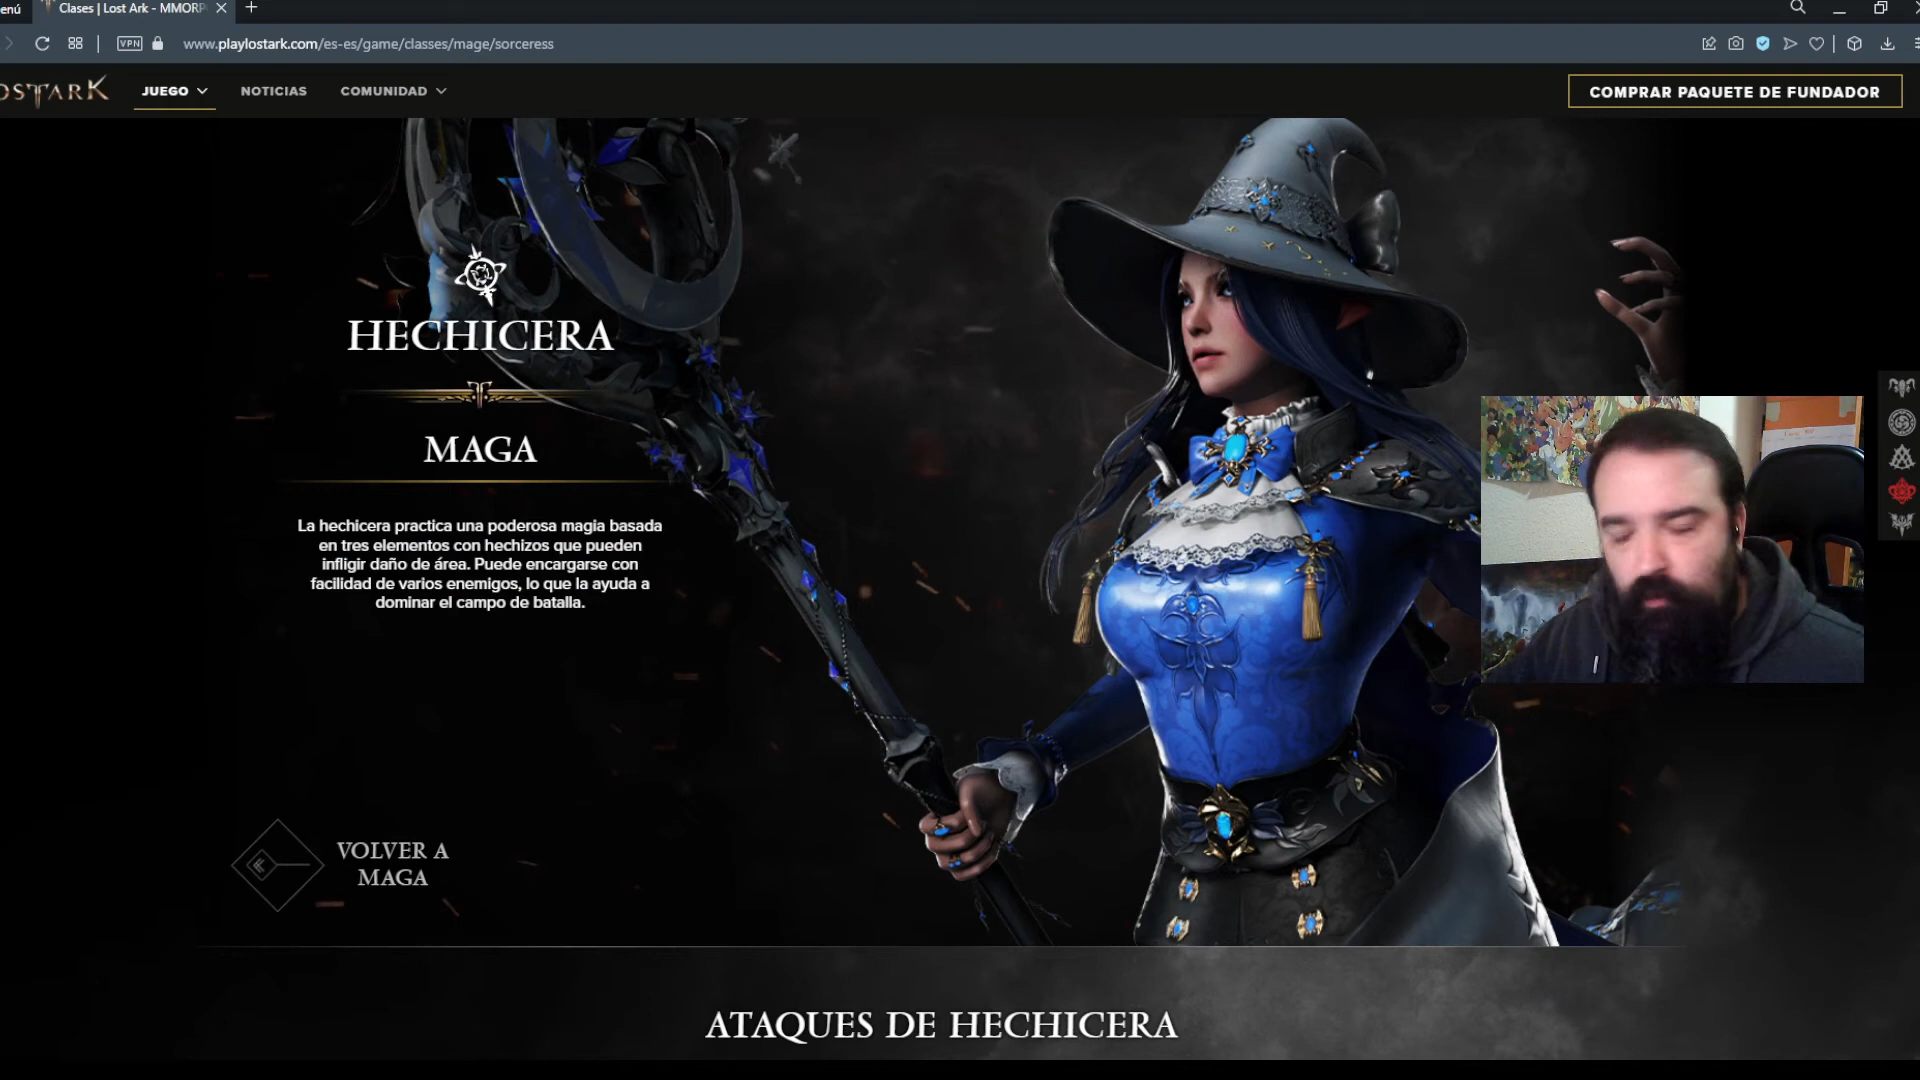 enú
Clases | Lost Ark - MMORP
VPN
www.playlostark.com/es-es/game/classes/mage/sorceress
OSTARK
JUEGO
NOTICIAS
COMUNIDAD
COMPRAR PAQUETE DE FUNDADOR
HECHICERA
MAGA
La hechicera practica una poderosa magia basada
en tres elementos con hechizos que pueden
infligir daño de área. Puede encargarse con
facilidad de varios enemigos, lo que la ayuda a
dominar el campo de batalla.
VOLVER A
MAGA
ATAQUES DE HECHICERA